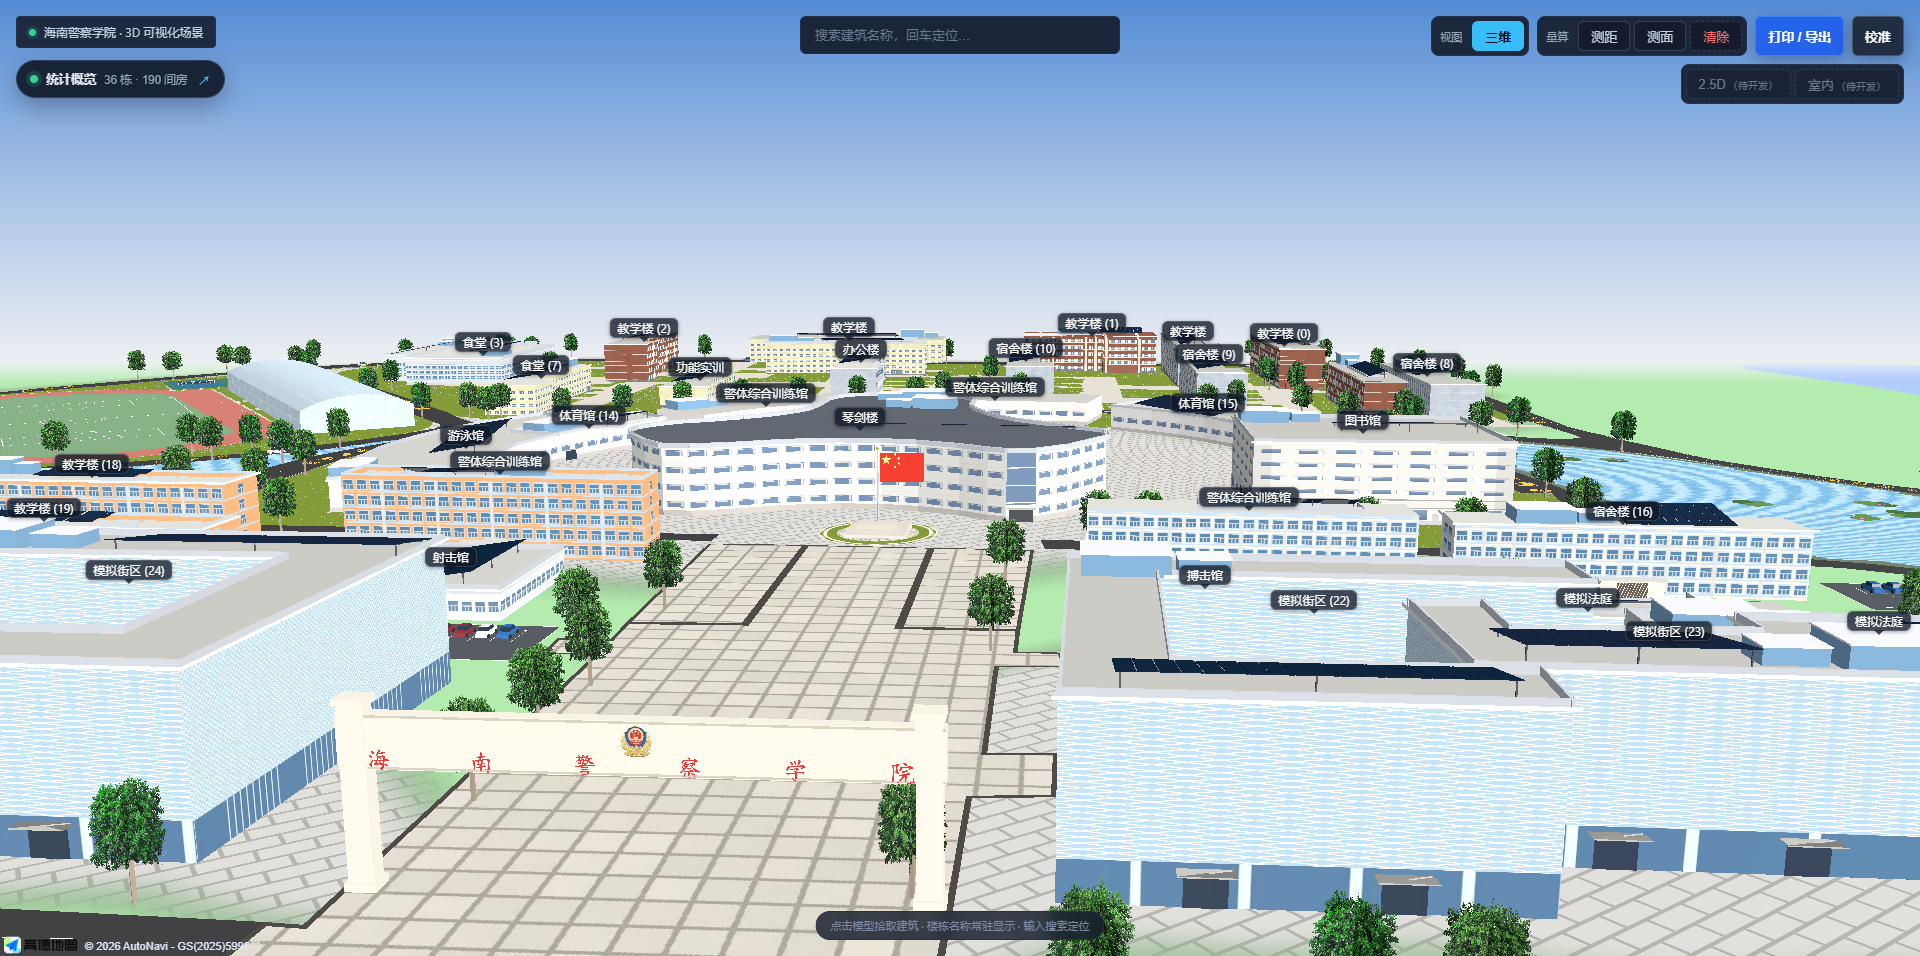 海南警察学院 · 3D 可视化场景
搜索建筑名称，回车定位...
视图 三维
量算 测距 测面 清除
打印 / 导出
校准
统计概览 36 栋 · 190 间房 ↗
2.5D（待开发） 室内（待开发）
教学楼 (1)
教学楼 (2)
教学楼
教学楼
教学楼 (0)
食堂 (3)
办公楼
宿舍楼 (10)
宿舍楼 (9)
食堂 (7)
功能实训
宿舍楼 (8)
警体综合训练馆
警体综合训练馆
体育馆 (14)
琴剑楼
体育馆 (15)
图书馆
游泳馆
教学楼 (18)
警体综合训练馆
警体综合训练馆
教学楼 (19)
宿舍楼 (16)
射击馆
模拟街区 (24)
搏击馆
模拟街区 (22)
模拟法庭
模拟街区 (23)
模拟法庭
海南警察学院
点击模型拾取建筑 · 楼栋名称常驻显示 · 输入搜索定位
高德地图 © 2026 AutoNavi - GS(2025)599